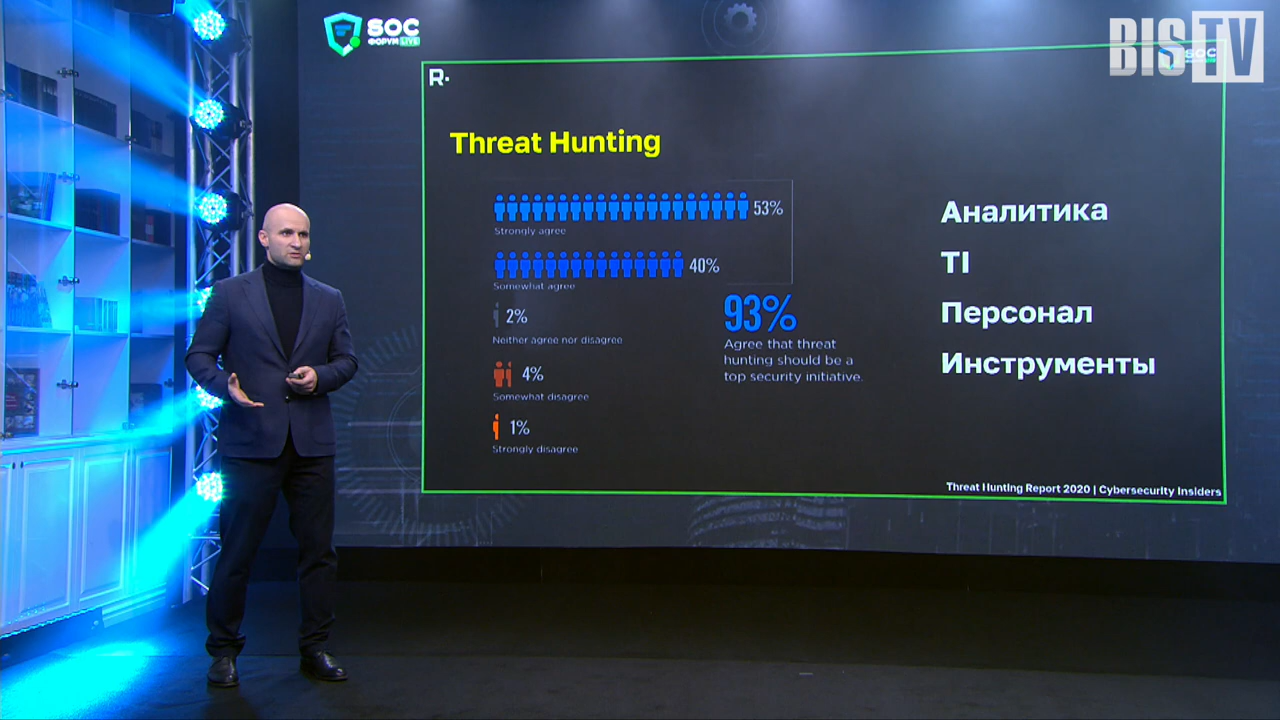 SOC
ФОРУМ LIVE
BIS TV
SOC
R·
Threat Hunting
53%
Strongly agree
40%
Somewhat agree
2%
Neither agree nor disagree
4%
Somewhat disagree
1%
Strongly disagree
93%
Agree that threat
hunting should be a
top security initiative.
Аналитика
TI
Персонал
Инструменты
Threat Hunting Report 2020 | Cybersecurity Insiders